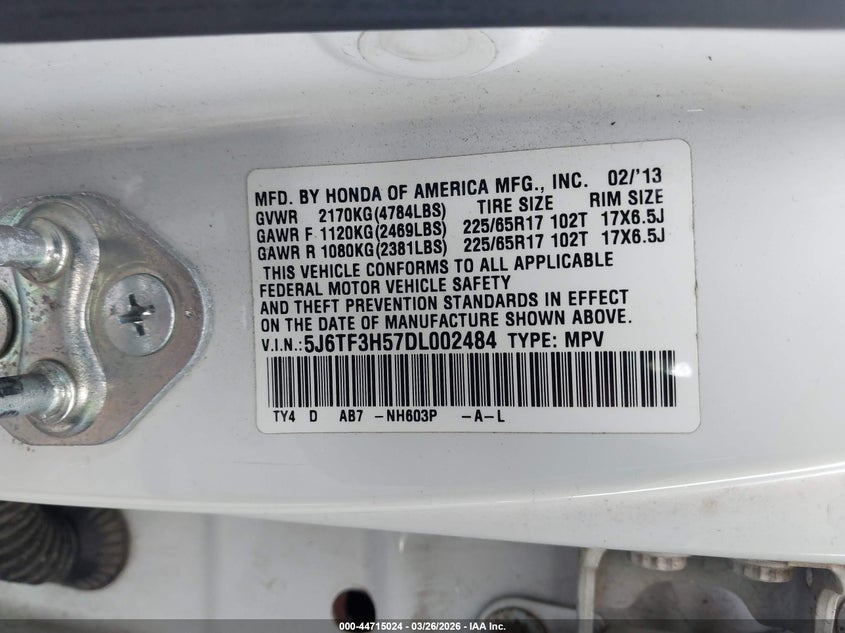 MFD. BY HONDA OF AMERICA MFG., INC. 02/'13
GVWR 2170KG(4784LBS) TIRE SIZE RIM SIZE
GAWR F 1120KG(2469LBS) 225/65R17 102T 17X6.5J
GAWR R 1080KG(2381LBS) 225/65R17 102T 17X6.5J
THIS VEHICLE CONFORMS TO ALL APPLICABLE
FEDERAL MOTOR VEHICLE SAFETY
AND THEFT PREVENTION STANDARDS IN EFFECT
ON THE DATE OF MANUFACTURE SHOWN ABOVE.
V.I.N.: 5J6TF3H57DL002484 TYPE: MPV
TY4 D AB7 -NH603P -A-L
000-44715024 | 03/26/2026 | IAA Inc.